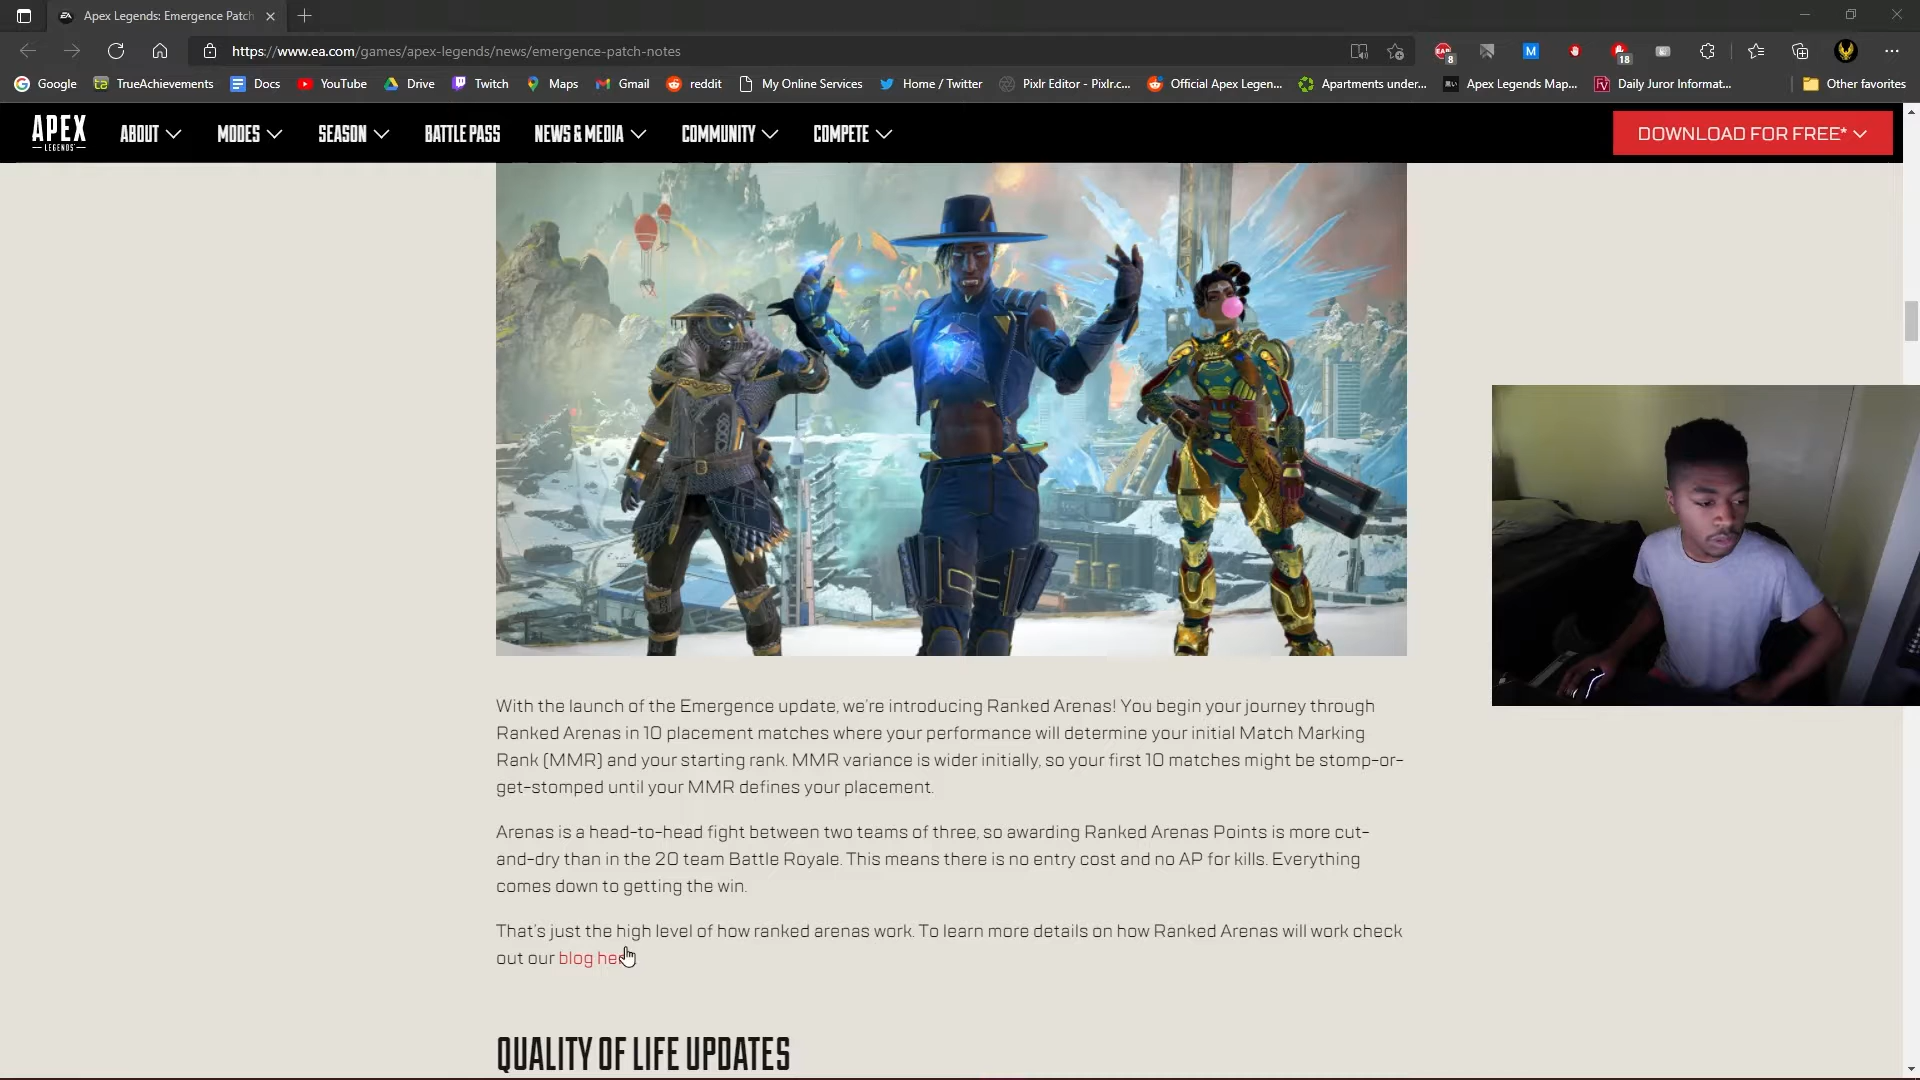 Apex Legends: Emergence Patch
https://www.ea.com/games/apex-legends/news/emergence-patch-notes
8
M
18
Google TrueAchievements Docs YouTube Drive Twitch Maps Gmail reddit My Online Services Home / Twitter Pixlr Editor - Pixlr.c... Official Apex Legen... Apartments under... Apex Legends Map... Daily Juror Informat... Other favorites
APEX LEGENDS ABOUT MODES SEASON BATTLE PASS NEWS & MEDIA COMMUNITY COMPETE DOWNLOAD FOR FREE*
With the launch of the Emergence update, we're introducing Ranked Arenas! You begin your journey through
Ranked Arenas in 10 placement matches where your performance will determine your initial Match Marking
Rank (MMR) and your starting rank. MMR variance is wider initially, so your first 10 matches might be stomp-or-
get-stomped until your MMR defines your placement.
Arenas is a head-to-head fight between two teams of three, so awarding Ranked Arenas Points is more cut-
and-dry than in the 20 team Battle Royale. This means there is no entry cost and no AP for kills. Everything
comes down to getting the win.
That's just the high level of how ranked arenas work. To learn more details on how Ranked Arenas will work check
out our blog he
QUALITY OF LIFE UPDATES